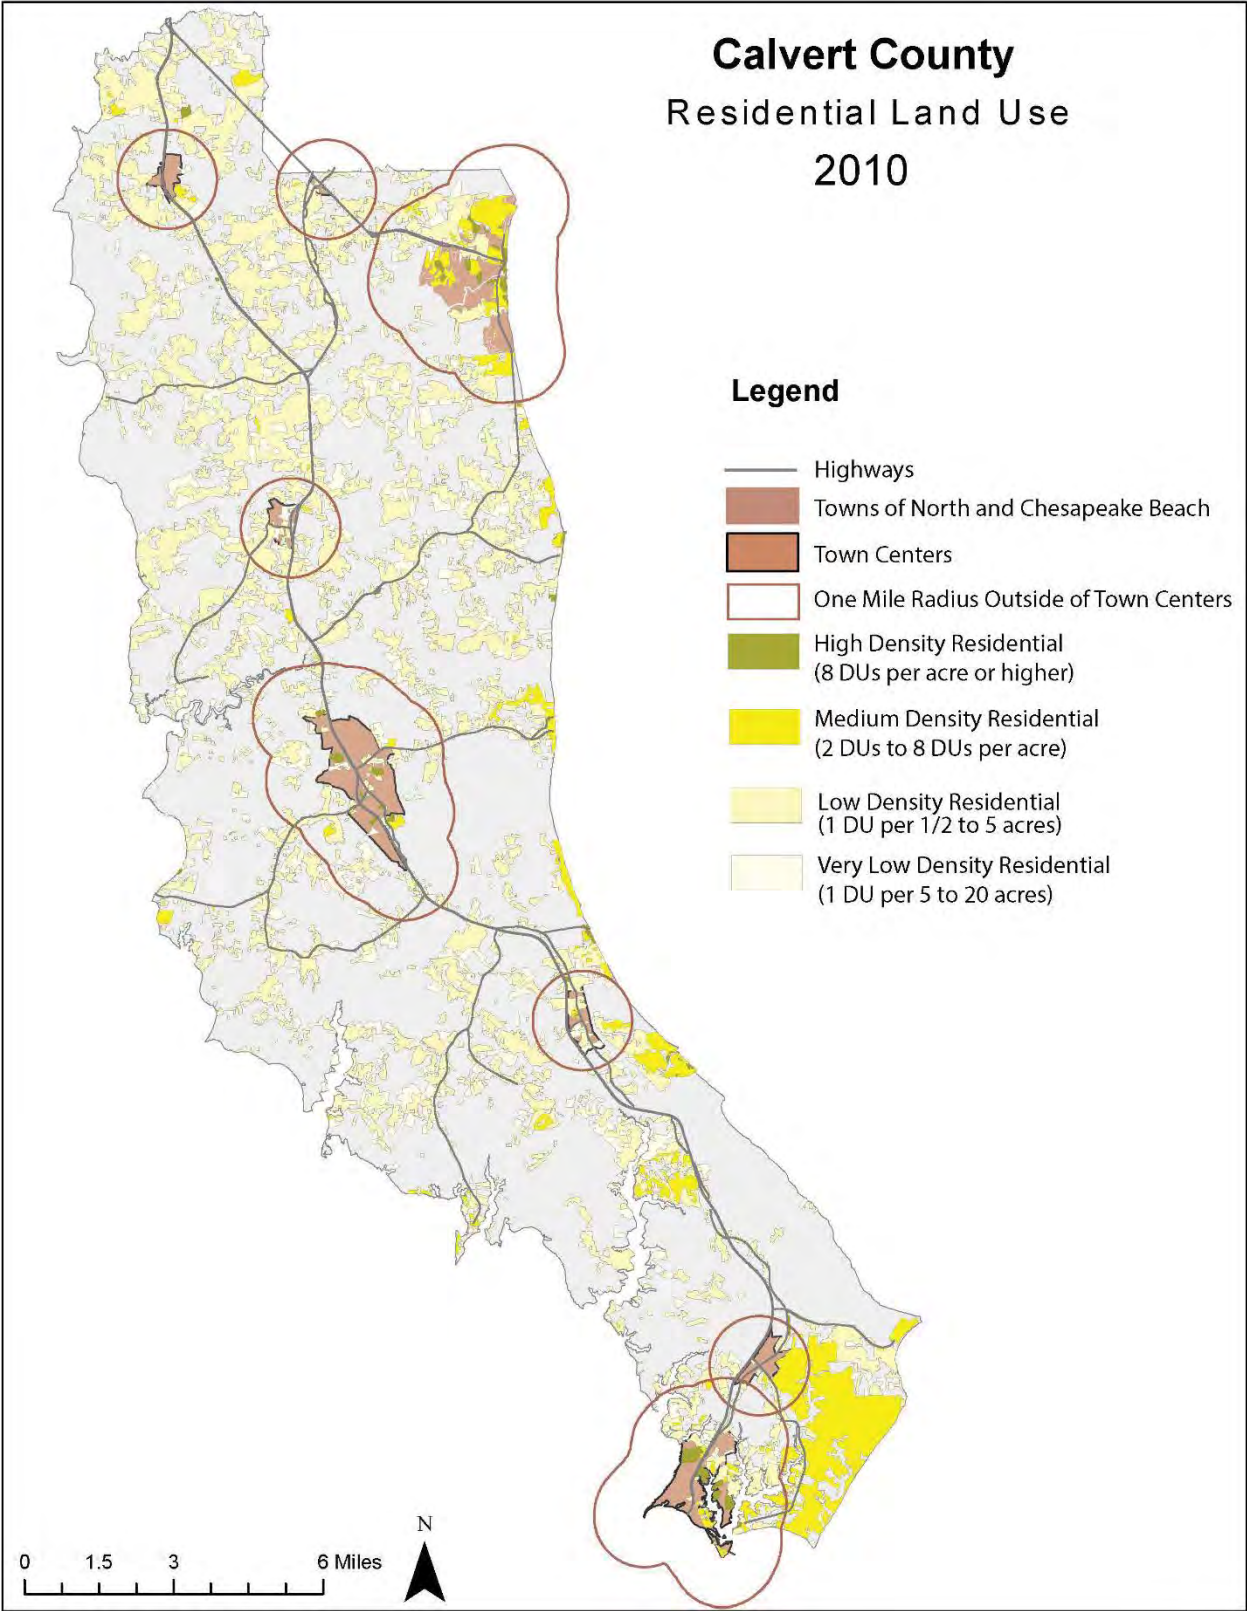 Calvert County
Residential Land Use
2010
Legend
Highways
Towns of North and Chesapeake Beach
Town Centers
One Mile Radius Outside of Town Centers
High Density Residential
(8 DUs per acre or higher)
Medium Density Residential
(2 DUs to 8 DUs per acre)
Low Density Residential
(1 DU per 1/2 to 5 acres)
Very Low Density Residential
(1 DU per 5 to 20 acres)
N
0 1.5 3 6 Miles